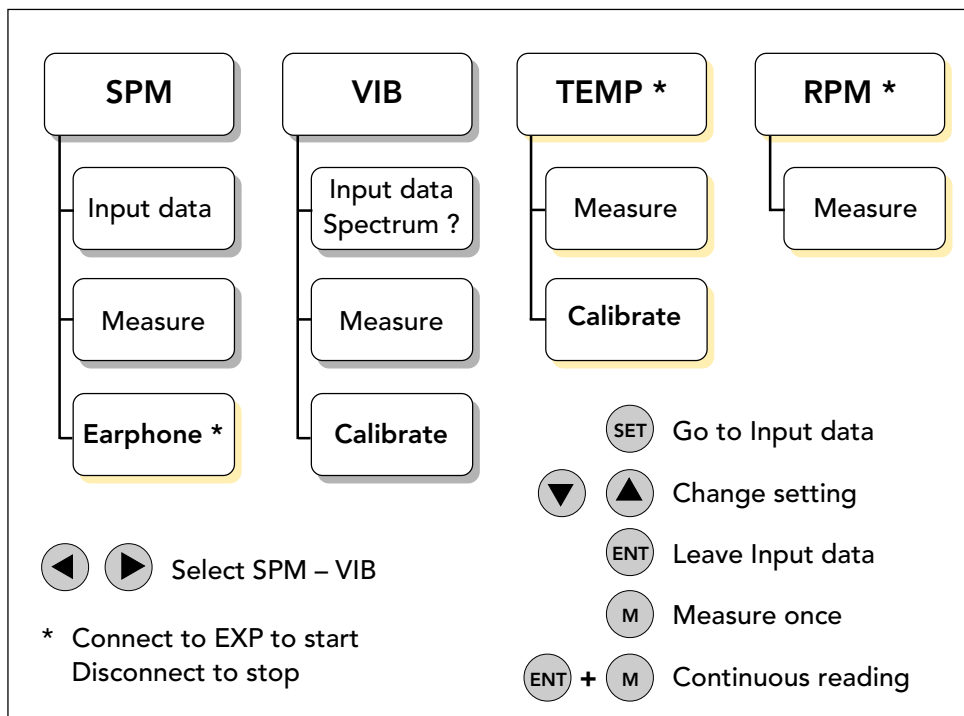 SPM
Input data
Measure
Earphone *
VIB
Input data
Spectrum ?
Measure
Calibrate
TEMP *
Measure
Calibrate
RPM *
Measure
Select SPM – VIB
* Connect to EXP to start
Disconnect to stop
SET Go to Input data
Change setting
ENT Leave Input data
M Measure once
ENT + M Continuous reading